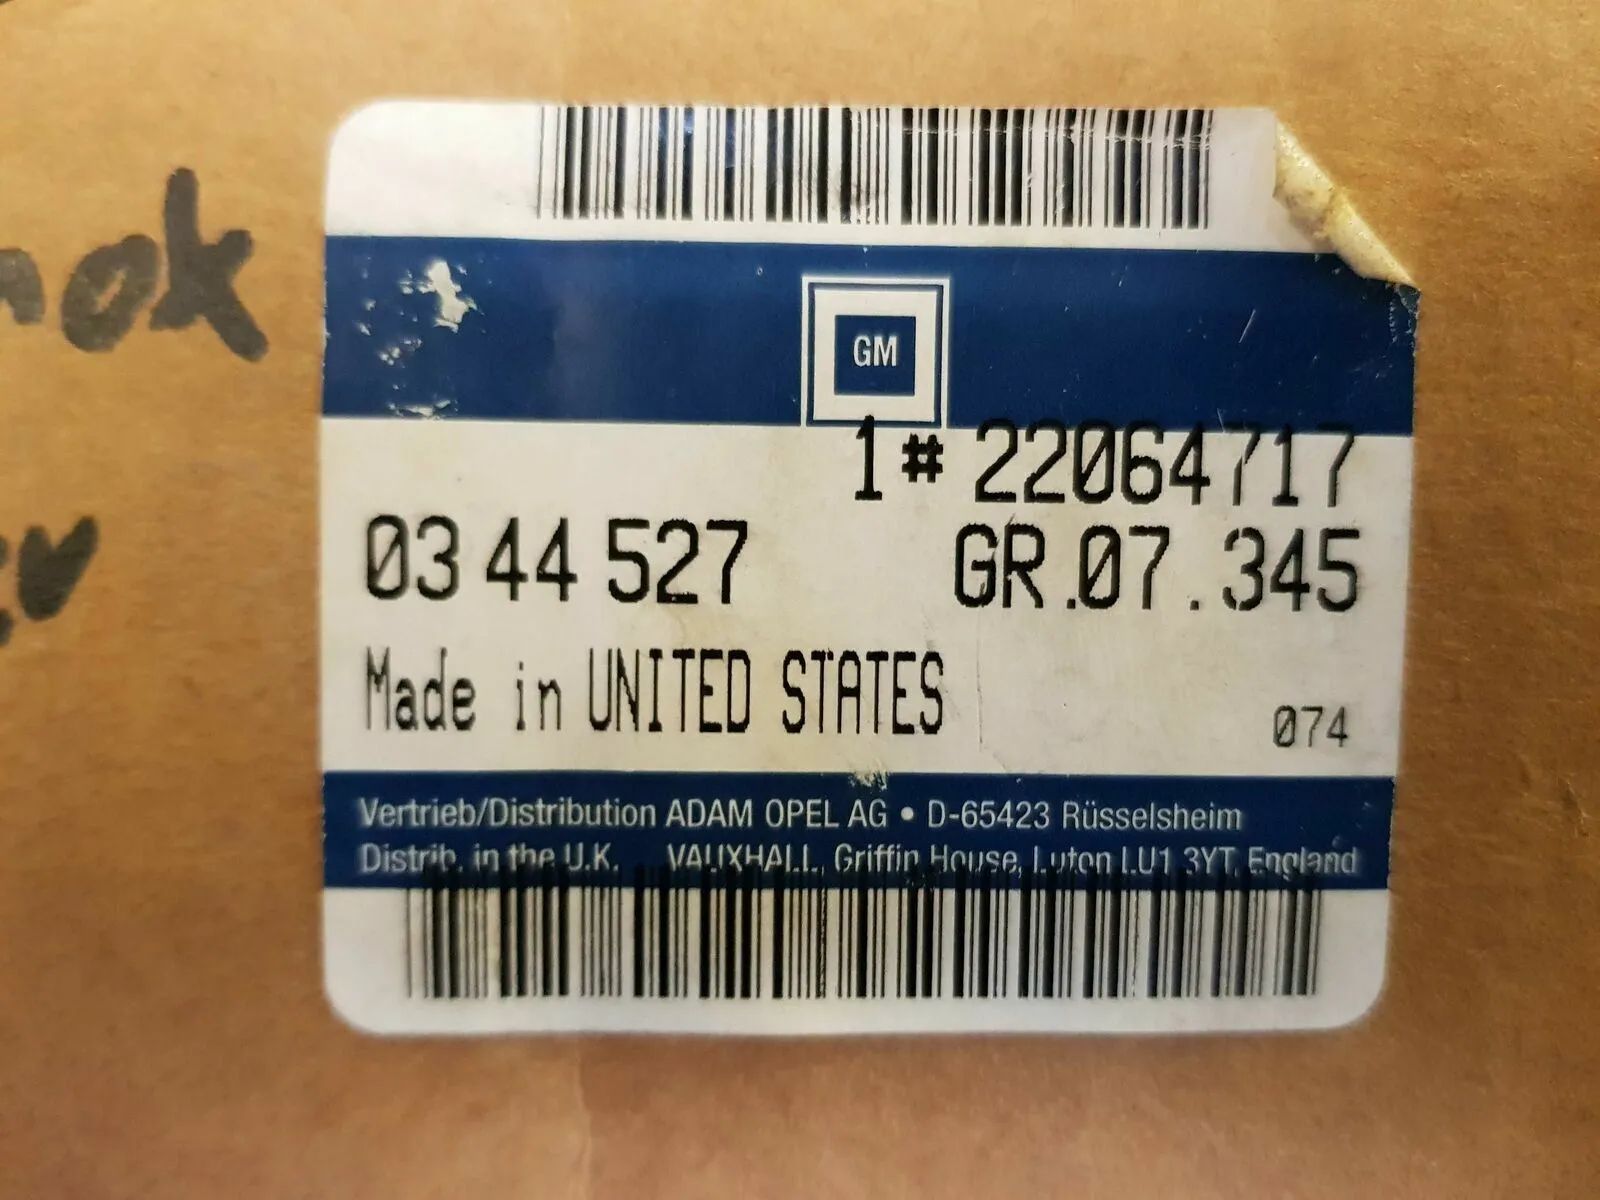 GM
1# 22064717
03 44 527 GR.07.345
Made in UNITED STATES
074
Vertrieb/Distribution ADAM OPEL AG • D-65423 Rüsselsheim
Distrib. in the U.K. VAUXHALL, Griffin House, Luton LU1 3YT, England